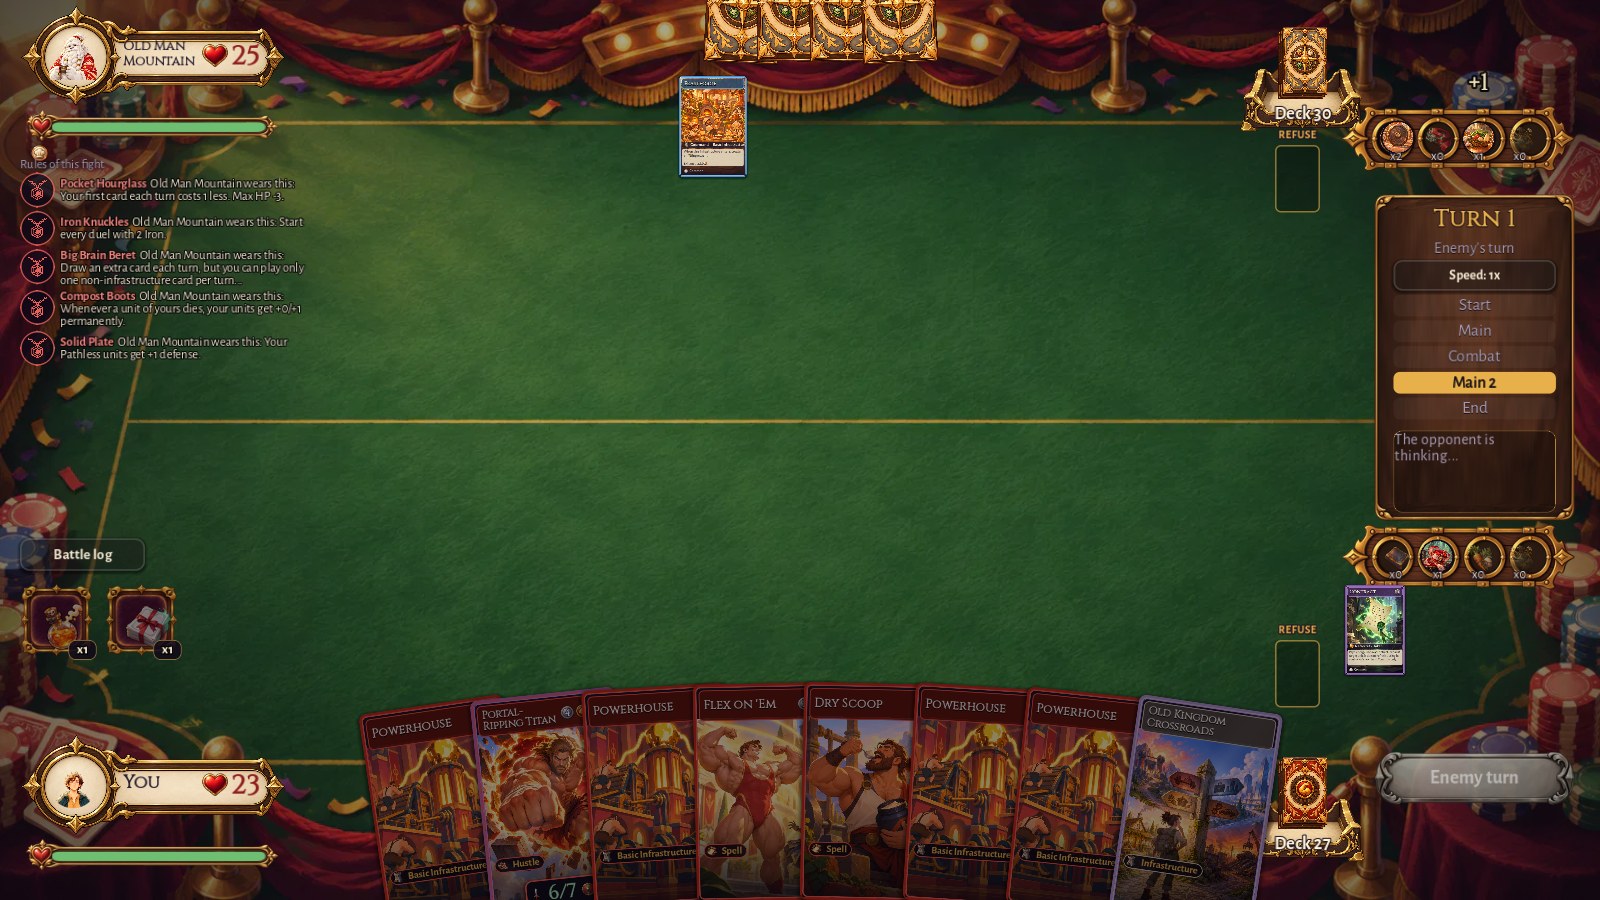 Old Man
Mountain
25
Rules of this fight
Pocket Hourglass Old Man Mountain wears this:
Your first card each turn costs 1 less. Max HP -3.
Iron Knuckles Old Man Mountain wears this: Start
every duel with 2 Iron.
Big Brain Beret Old Man Mountain wears this:
Draw an extra card each turn, but you can play only
one non-infrastructure card per turn...
Compost Boots Old Man Mountain wears this:
Whenever a unit of yours dies, your units get +0/+1
permanently.
Solid Plate Old Man Mountain wears this: Your
Pathless units get +1 defense.
Deck 30
REFUSE
+1
x2
x0
x1
x0
Turn 1
Enemy's turn
Speed: 1x
Start
Main
Combat
Main 2
End
The opponent is
thinking...
Battle log
x1
x1
x0
x1
x0
x0
REFUSE
Contract
You
23
Powerhouse
Basic Infrastructure
Portal-
Ripping Titan
Hustle
6/7
Powerhouse
Basic Infrastructure
Flex on 'Em
Spell
Dry Scoop
Spell
Powerhouse
Basic Infrastructure
Powerhouse
Basic Infrastructure
Old Kingdom
Crossroads
Infrastructure
Deck 27
Enemy turn